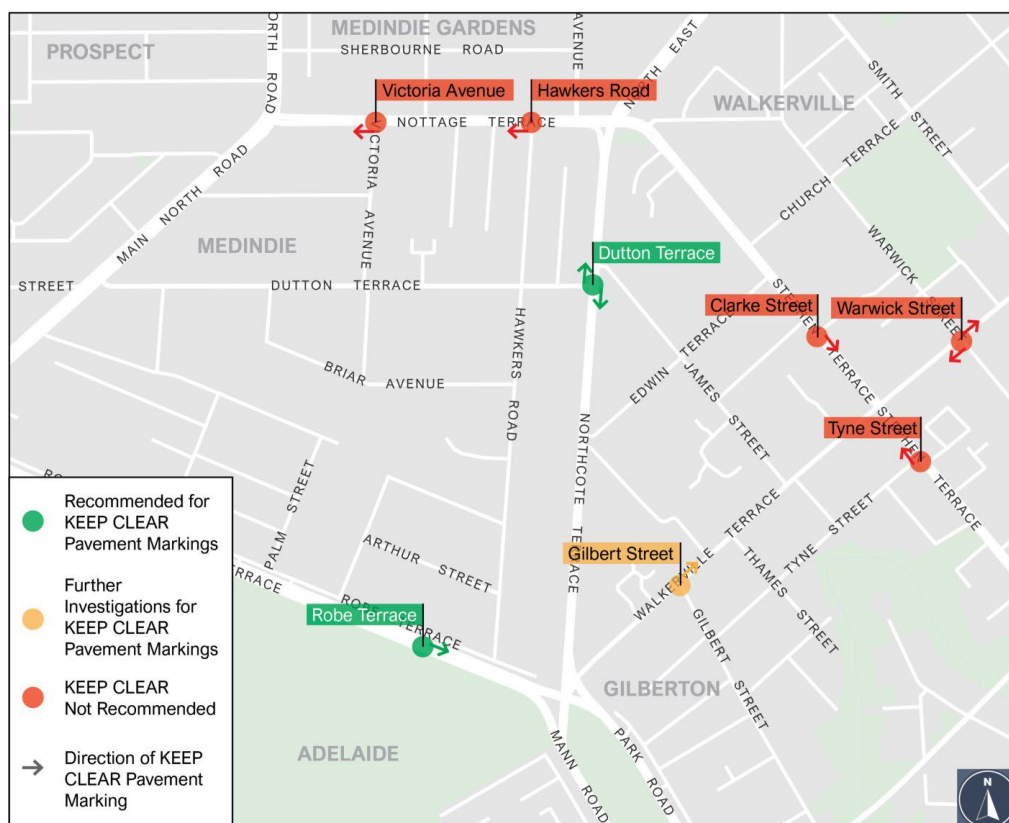 MEDINDIE GARDENS
PROSPECT
SHERBOURNE ROAD
NORTH ROAD
AVENUE
NORTH EAST
SMITH STREET
Victoria Avenue
Hawkers Road
WALKERVILLE
NOTTAGE TERRACE
VICTORIA AVENUE
CHURCH TERRACE
MAIN NORTH ROAD
MEDINDIE
WARWICK STREET
Dutton Terrace
STREET
DUTTON TERRACE
Clarke Street
Warwick Street
STEPHEN TERRACE
STEPHEN TERRACE
HAWKERS ROAD
EDWIN TERRACE
JAMES STREET
BRIAR AVENUE
NORTHCOTE TERRACE
Tyne Street
PALM STREET
ARTHUR STREET
Gilbert Street
WALKERVILLE TERRACE
TYNE STREET
THAMES STREET
GILBERT STREET
RO
TERRACE
Robe Terrace
ROBE TERRACE
GILBERTON
ADELAIDE
MANN ROAD
PARK ROAD
Recommended for
KEEP CLEAR
Pavement Markings
Further
Investigations for
KEEP CLEAR
Pavement Markings
KEEP CLEAR
Not Recommended
Direction of KEEP
CLEAR Pavement
Marking
N